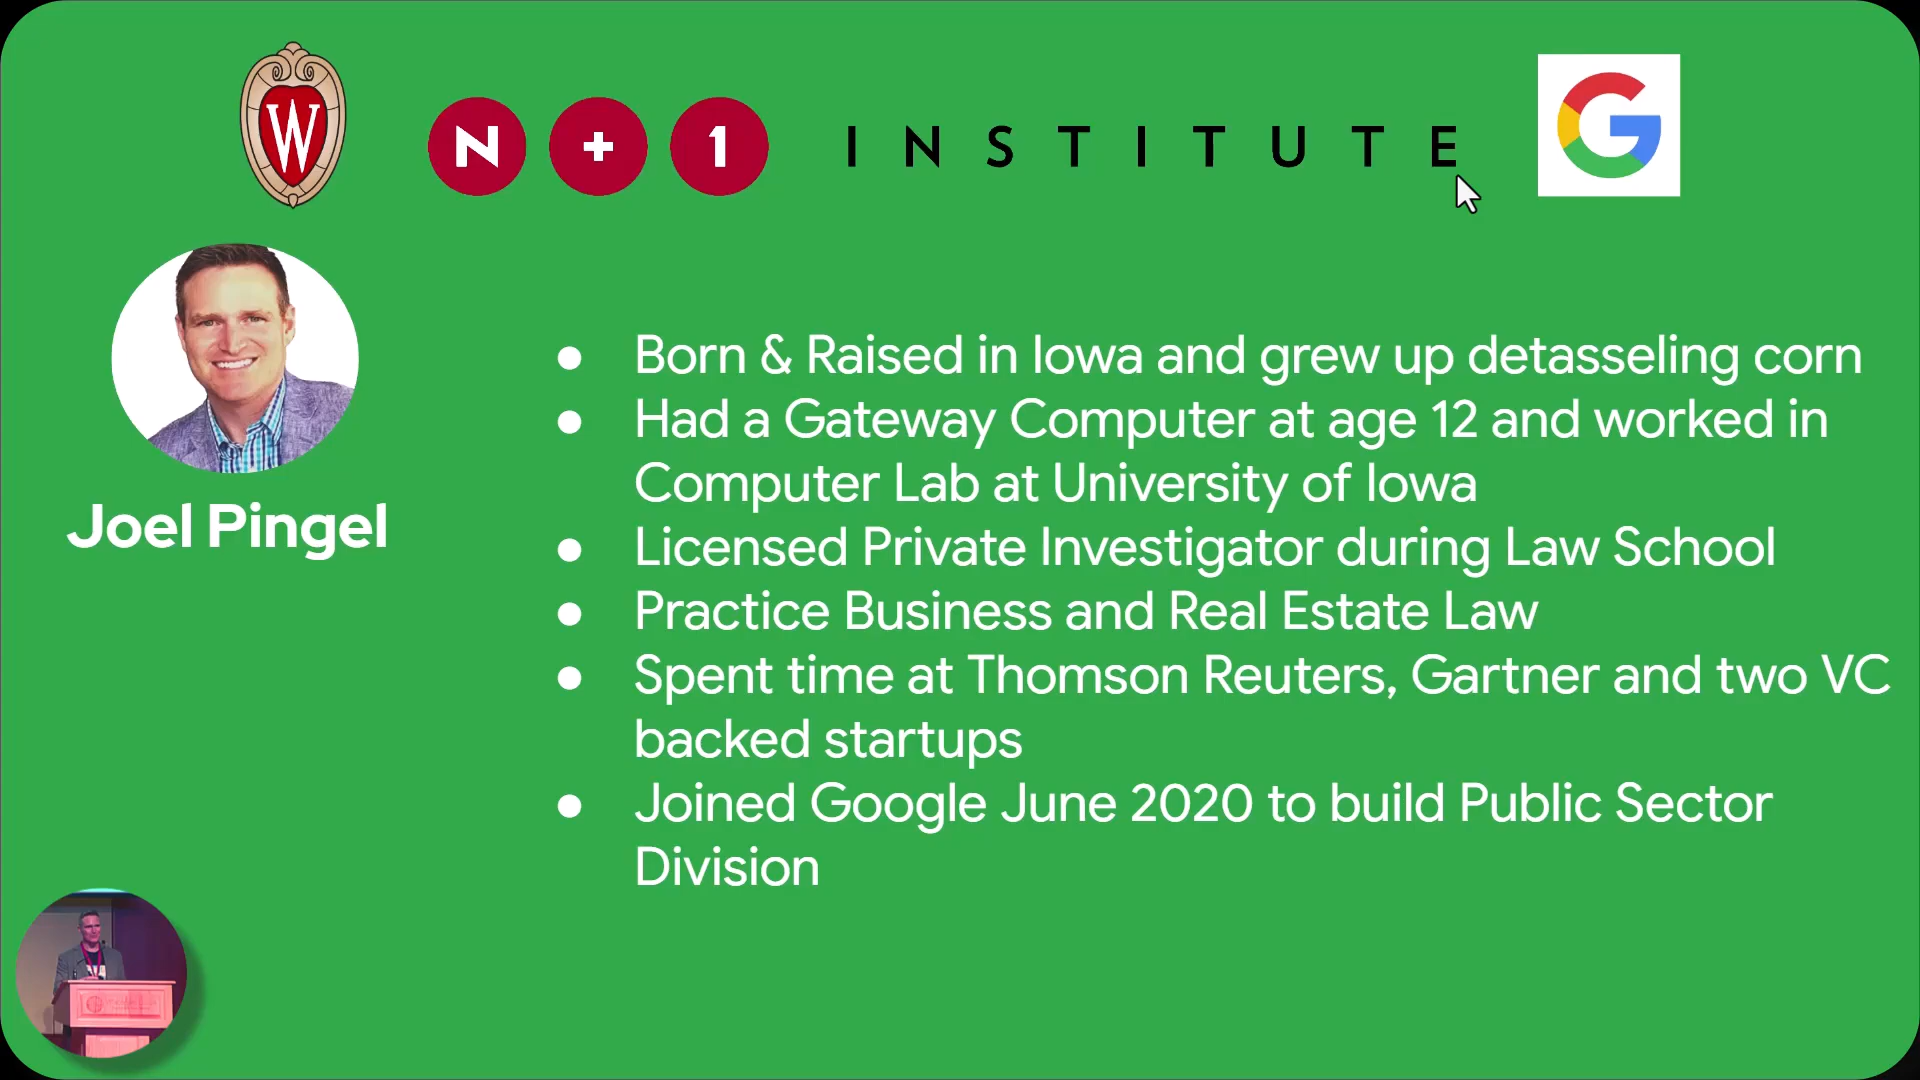 W
N + 1 INSTITUTE
G
Joel Pingel
● Born & Raised in Iowa and grew up detasseling corn
● Had a Gateway Computer at age 12 and worked in
Computer Lab at University of Iowa
● Licensed Private Investigator during Law School
● Practice Business and Real Estate Law
● Spent time at Thomson Reuters, Gartner and two VC
backed startups
● Joined Google June 2020 to build Public Sector
Division